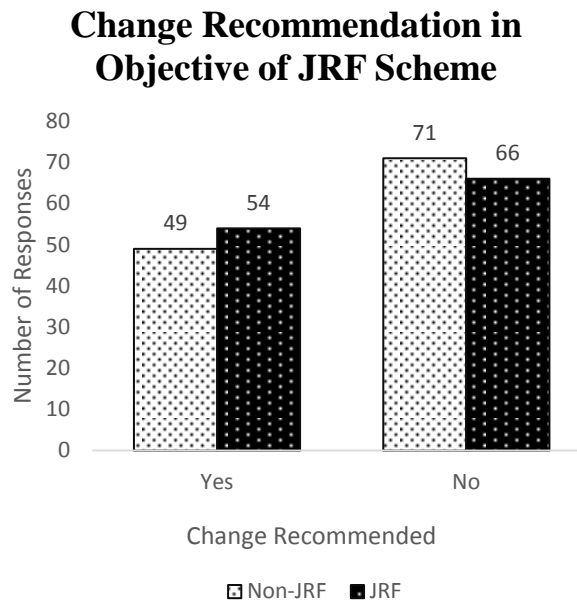 Change Recommendation in
Objective of JRF Scheme
Number of Responses
80
70
60
50
40
30
20
10
0
49
54
71
66
Yes
No
Change Recommended
Non-JRF
JRF